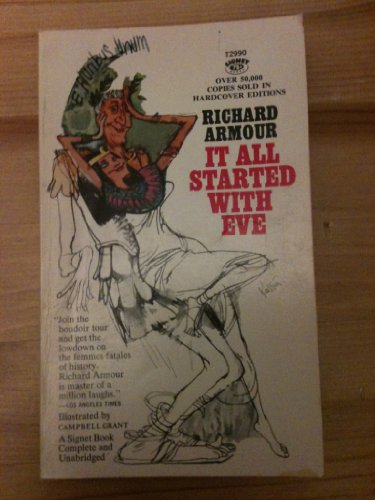 E Pluribus Unum
T2990
SIGNET
OVER 50,000
COPIES SOLD IN
HARDCOVER EDITIONS
RICHARD
ARMOUR
IT ALL
STARTED
WITH
EVE
"Join the
boudoir tour
and get the
lowdown on
the femmes fatales
of history.
Richard Armour
is master of a
million laughs."
—LOS ANGELES TIMES
Illustrated by
CAMPBELL GRANT
A Signet Book
Complete and
Unabridged